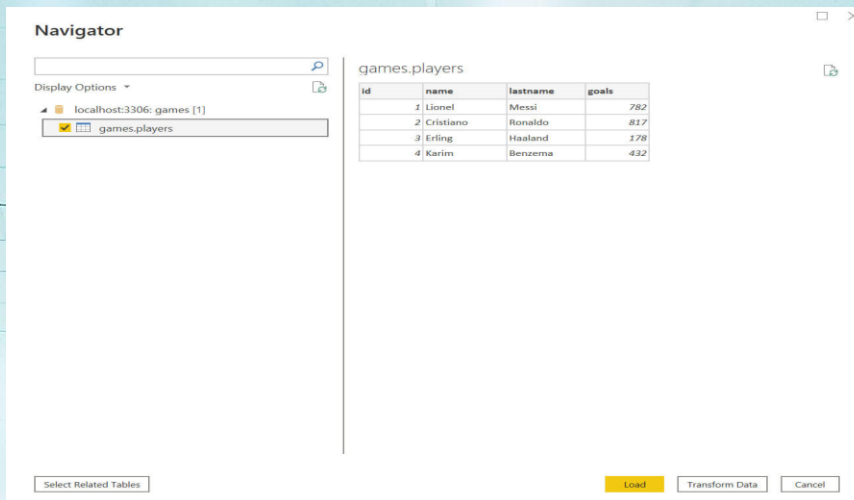 Navigator
Display Options
localhost:3306: games [1]
games.players
games.players
id name lastname goals
1 Lionel Messi 782
2 Cristiano Ronaldo 817
3 Erling Haaland 178
4 Karim Benzema 432
Select Related Tables
Load
Transform Data
Cancel